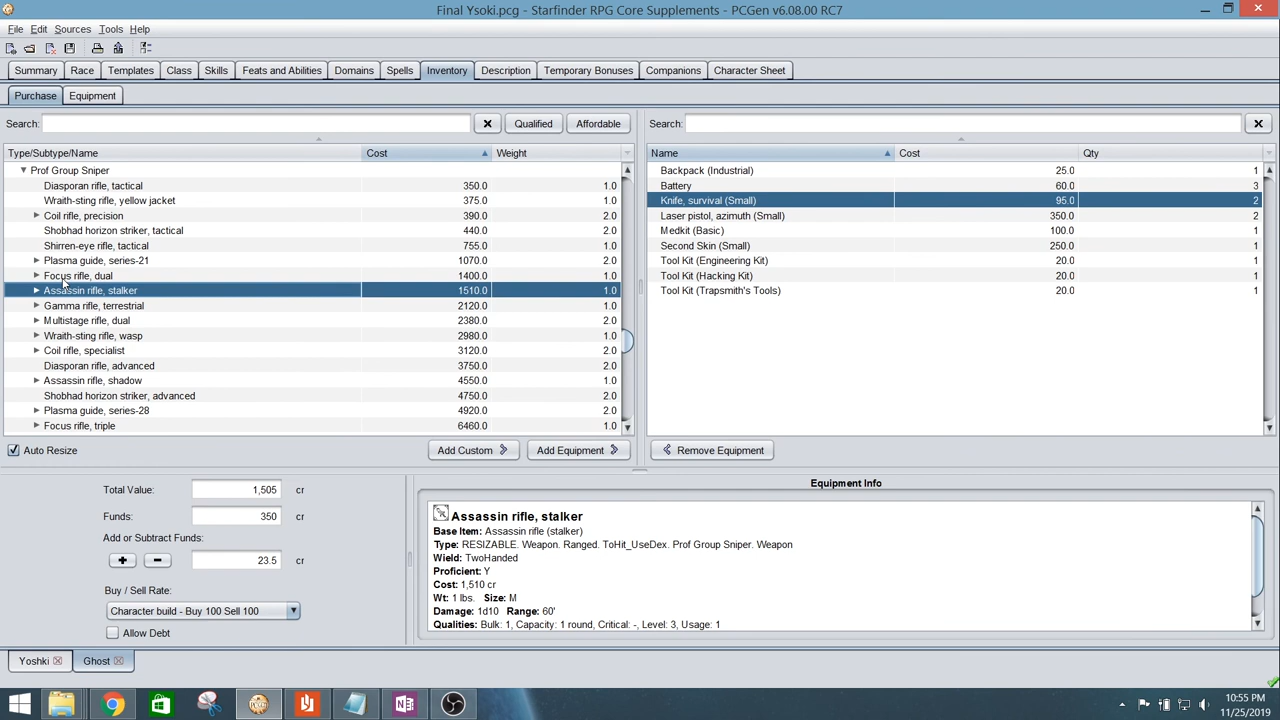 Final Ysoki.pcg - Starfinder RPG Core Supplements - PCGen v6.08.00 RC7
File Edit Sources Tools Help
Summary Race Templates Class Skills Feats and Abilities Domains Spells Inventory Description Temporary Bonuses Companions Character Sheet
Purchase Equipment
Search: Qualified Affordable Search:
Type/Subtype/Name Cost Weight Name Cost Qty
Prof Group Sniper Backpack (Industrial) 25.0 1
Diasporan rifle, tactical 350.0 1.0 Battery 60.0 3
Wraith-sting rifle, yellow jacket 375.0 1.0 Knife, survival (Small) 95.0 2
Coil rifle, precision 390.0 2.0 Laser pistol, azimuth (Small) 350.0 1
Shobhad horizon striker, tactical 440.0 1.0 Medkit (Basic) 100.0 1
Shirren-eye rifle, tactical 755.0 1.0 Second Skin (Small) 250.0 1
Plasma guide, series-21 1070.0 2.0 Tool Kit (Engineering Kit) 20.0 1
Focus rifle, dual 1400.0 1.0 Tool Kit (Hacking Kit) 20.0 1
Assassin rifle, stalker 1510.0 1.0 Tool Kit (Trapsmith's Tools) 20.0 1
Gamma rifle, terrestrial 2120.0 1.0
Multistage rifle, dual 2380.0 2.0
Wraith-sting rifle, wasp 2980.0 1.0
Coil rifle, specialist 3120.0 2.0
Diasporan rifle, advanced 3750.0 2.0
Assassin rifle, shadow 4550.0 1.0
Shobhad horizon striker, advanced 4750.0 2.0
Plasma guide, series-28 4920.0 2.0
Focus rifle, triple 6460.0 1.0
Auto Resize Add Custom Add Equipment Remove Equipment
Total Value: 1,505 cr
Funds: 350 cr
Add or Subtract Funds:
23.5 cr
Buy / Sell Rate:
Character build - Buy 100 Sell 100
Allow Debt
Equipment Info
Assassin rifle, stalker
Base Item: Assassin rifle (stalker)
Type: RESIZABLE. Weapon. Ranged. ToHit_UseDex. Prof Group Sniper. Weapon
Wield: TwoHanded
Proficient: Y
Cost: 1,510 cr
Wt: 1 lbs. Size: M
Damage: 1d10 Range: 60'
Qualities: Bulk: 1, Capacity: 1 round, Critical: -, Level: 3, Usage: 1
Yoshki Ghost
10:55 PM
11/25/2019